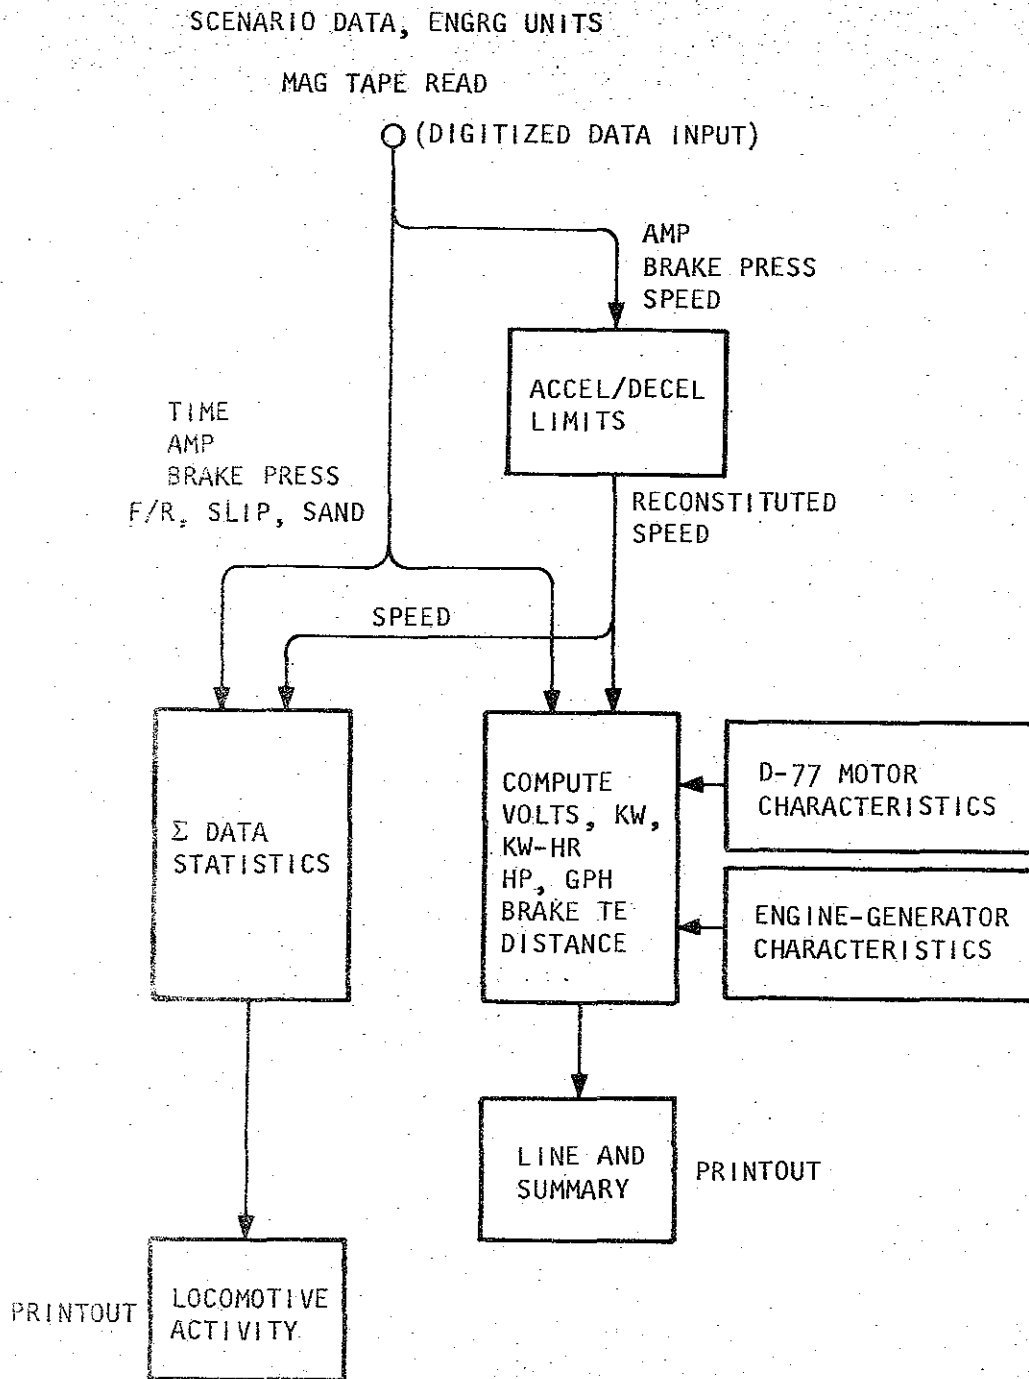 SCENARIO DATA, ENGRG UNITS
MAG TAPE READ
(DIGITIZED DATA INPUT)
AMP
BRAKE PRESS
SPEED
ACCEL/DECEL
LIMITS
TIME
AMP
BRAKE PRESS
F/R, SLIP, SAND
RECONSTITUTED
SPEED
SPEED
Σ DATA
STATISTICS
COMPUTE
VOLTS, KW,
KW-HR
HP, GPH
BRAKE TE
DISTANCE
D-77 MOTOR
CHARACTERISTICS
ENGINE-GENERATOR
CHARACTERISTICS
LINE AND
SUMMARY
PRINTOUT
PRINTOUT
LOCOMOTIVE
ACTIVITY